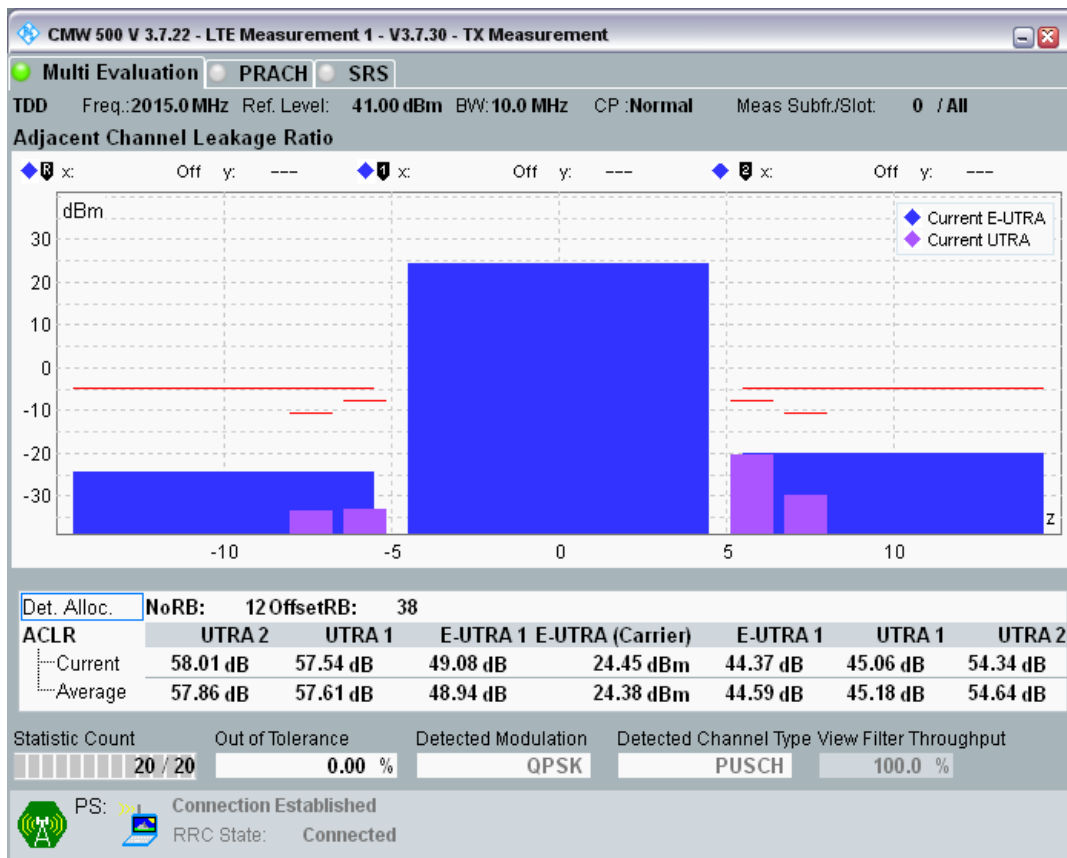 CMW 500 V 3.7.22 - LTE Measurement 1 - V3.7.30 - TX Measurement
Multi Evaluation PRACH SRS
TDD Freq.:2015.0 MHz Ref. Level: 41.00 dBm BW:10.0 MHz CP :Normal Meas Subfr./Slot: 0 / All
Adjacent Channel Leakage Ratio
R x: Off y: --- 1 x: Off y: --- 2 x: Off y: ---
dBm
Current E-UTRA
Current UTRA
30
20
10
0
-10
-20
-30
z
-10 -5 0 5 10
Det. Alloc. NoRB: 12 OffsetRB: 38
ACLR UTRA 2 UTRA 1 E-UTRA 1 E-UTRA (Carrier) E-UTRA 1 UTRA 1 UTRA 2
Current 58.01 dB 57.54 dB 49.08 dB 24.45 dBm 44.37 dB 45.06 dB 54.34 dB
Average 57.86 dB 57.61 dB 48.94 dB 24.38 dBm 44.59 dB 45.18 dB 54.64 dB
Statistic Count Out of Tolerance Detected Modulation Detected Channel Type View Filter Throughput
20 / 20 0.00 % QPSK PUSCH 100.0 %
PS: Connection Established
RRC State: Connected